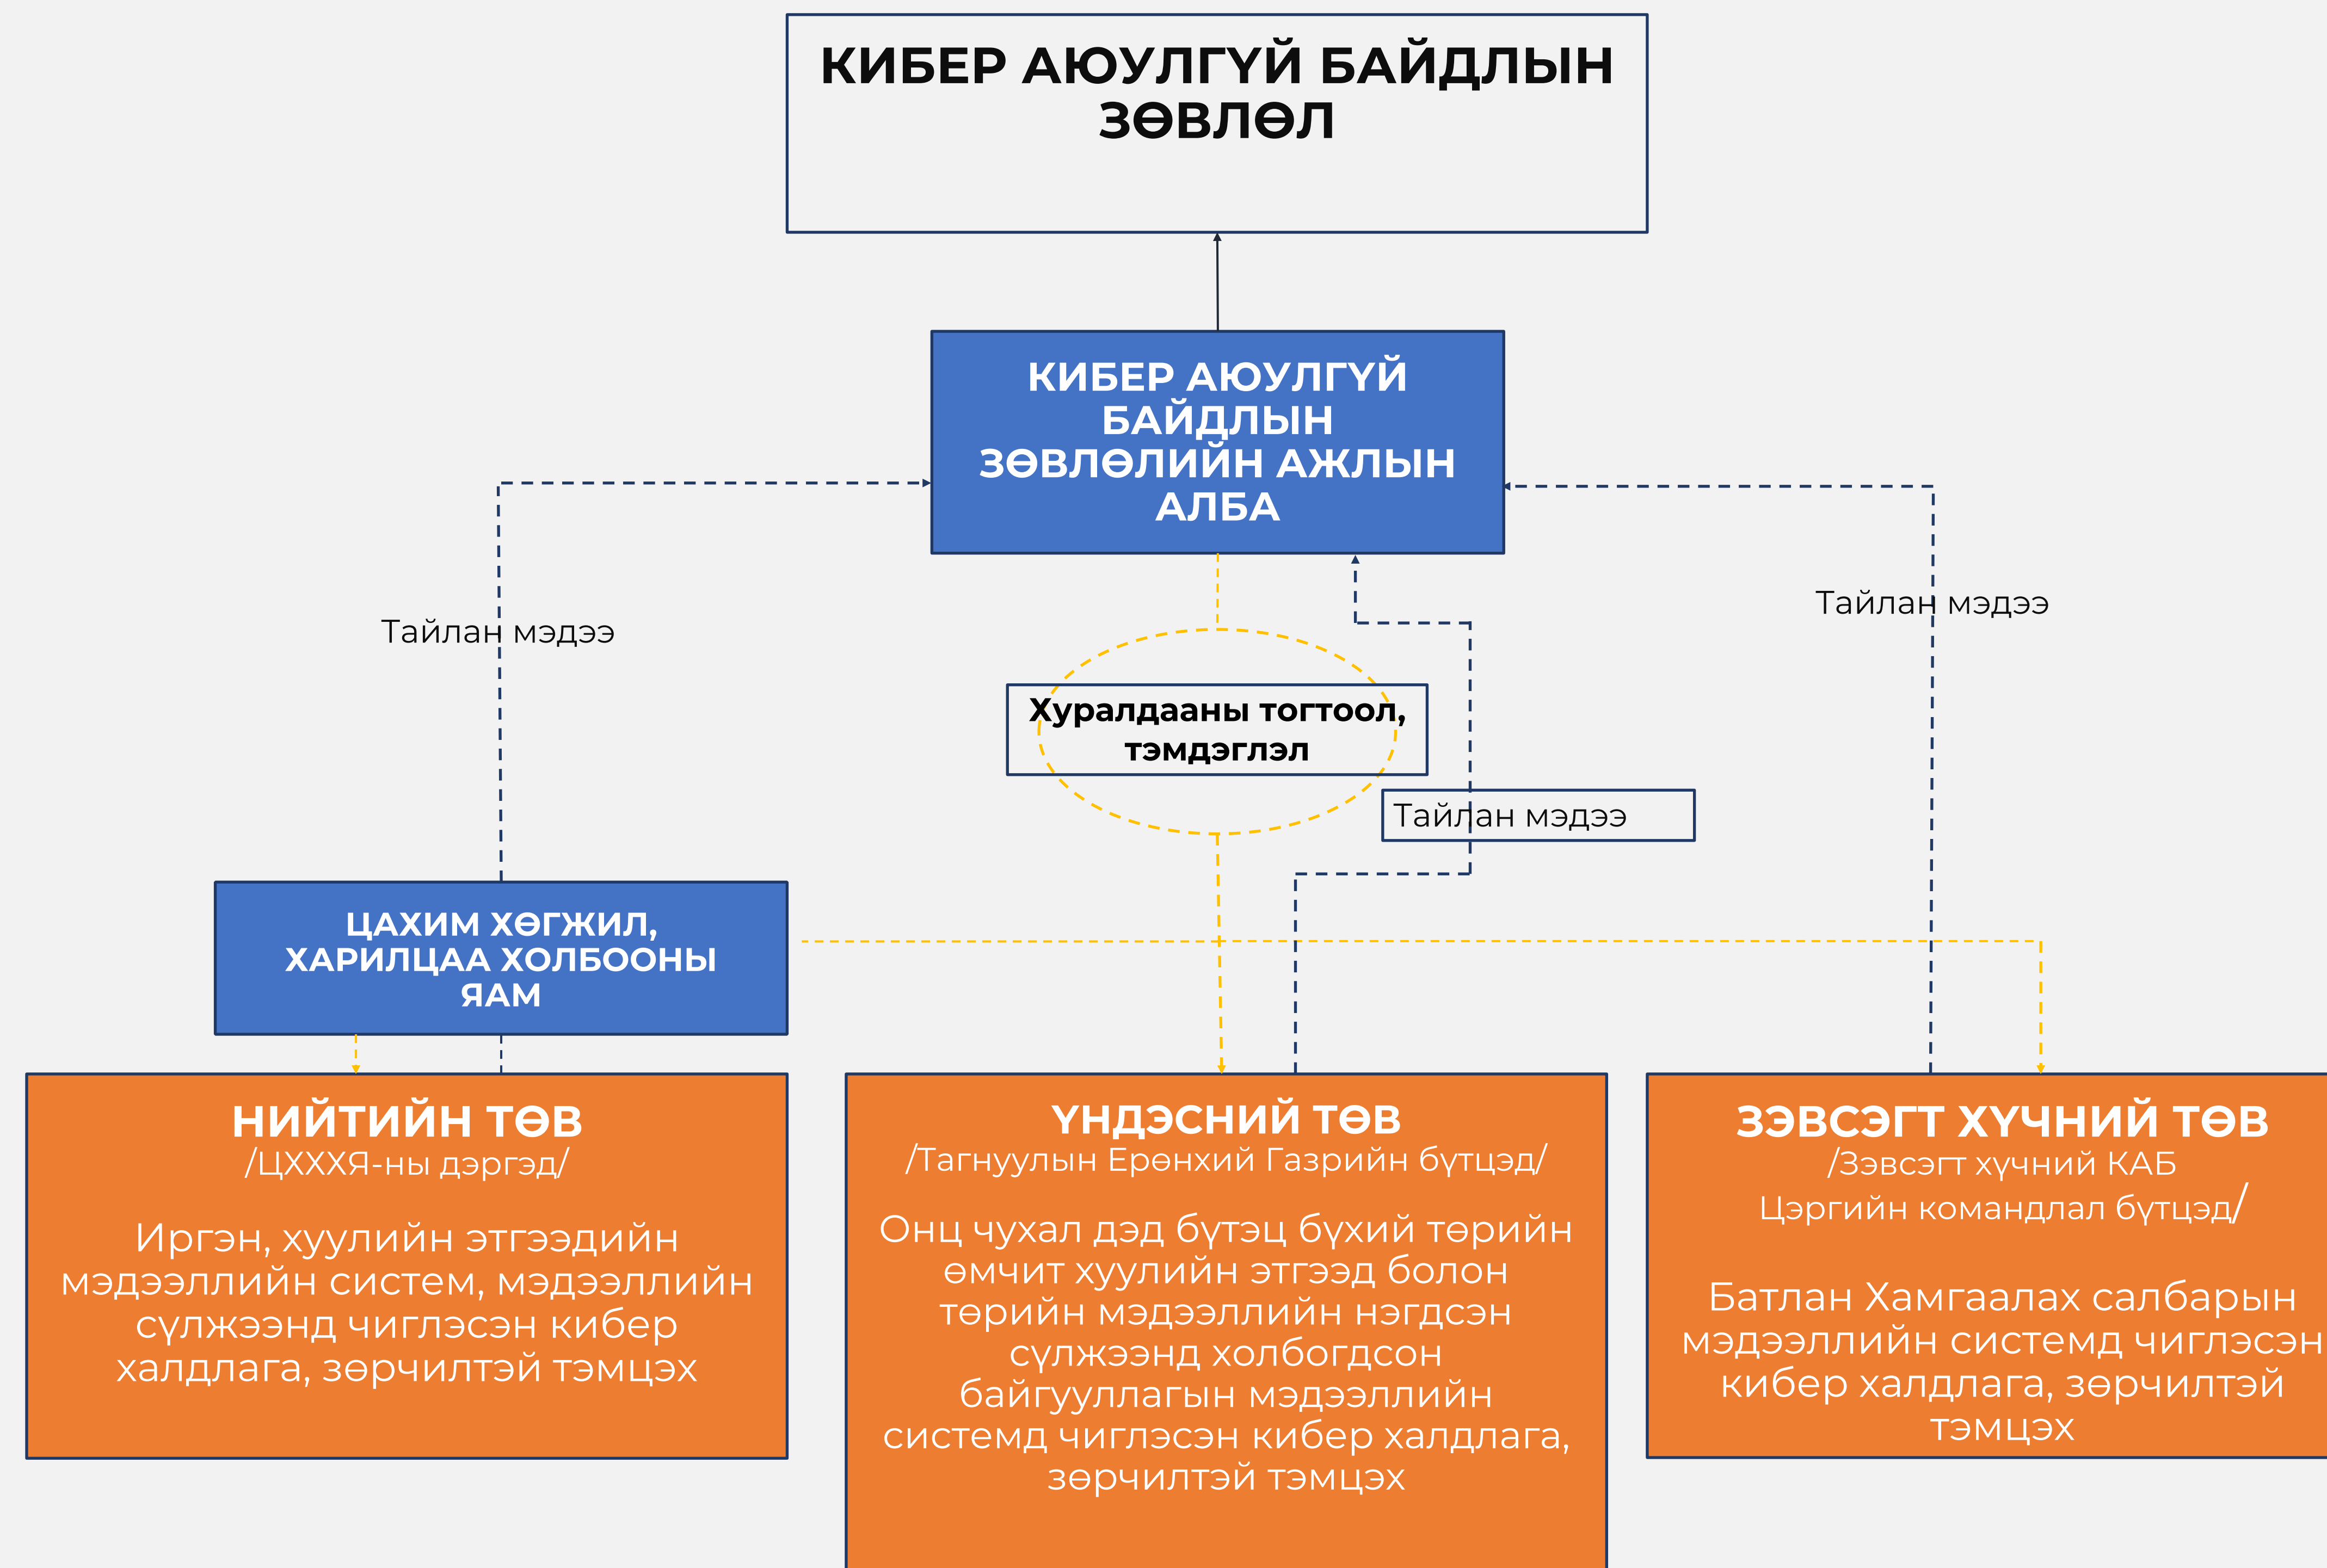 КИБЕР АЮУЛГҮЙ БАЙДЛЫН
ЗӨВЛӨЛ
КИБЕР АЮУЛГҮЙ
БАЙДЛЫН
ЗӨВЛӨЛИЙН АЖЛЫН
АЛБА
Тайлан мэдээ
Тайлан мэдээ
Хуралдааны тогтоол,
тэмдэглэл
Тайлан мэдээ
ЦАХИМ ХӨГЖИЛ,
ХАРИЛЦАА ХОЛБООНЫ
ЯАМ
НИЙТИЙН ТӨВ
/ЦХХХЯ-ны дэргэд/
Иргэн, хуулийн этгээдийн
мэдээллийн систем, мэдээллийн
сүлжээнд чиглэсэн кибер
халдлага, зөрчилтэй тэмцэх
ҮНДЭСНИЙ ТӨВ
/Тагнуулын Ерөнхий Газрийн бүтцэд/
Онц чухал дэд бүтэц бүхий төрийн
өмчит хуулийн этгээд болон
төрийн мэдээллийн нэгдсэн
сүлжээнд холбогдсон
байгууллагын мэдээллийн
системд чиглэсэн кибер халдлага,
зөрчилтэй тэмцэх
ЗЭВСЭГТ ХҮЧНИЙ ТӨВ
/Зэвсэгт хүчний КАБ
Цэргийн командлал бүтцэд/
Батлан Хамгаалах салбарын
мэдээллийн системд чиглэсэн
кибер халдлага, зөрчилтэй
тэмцэх